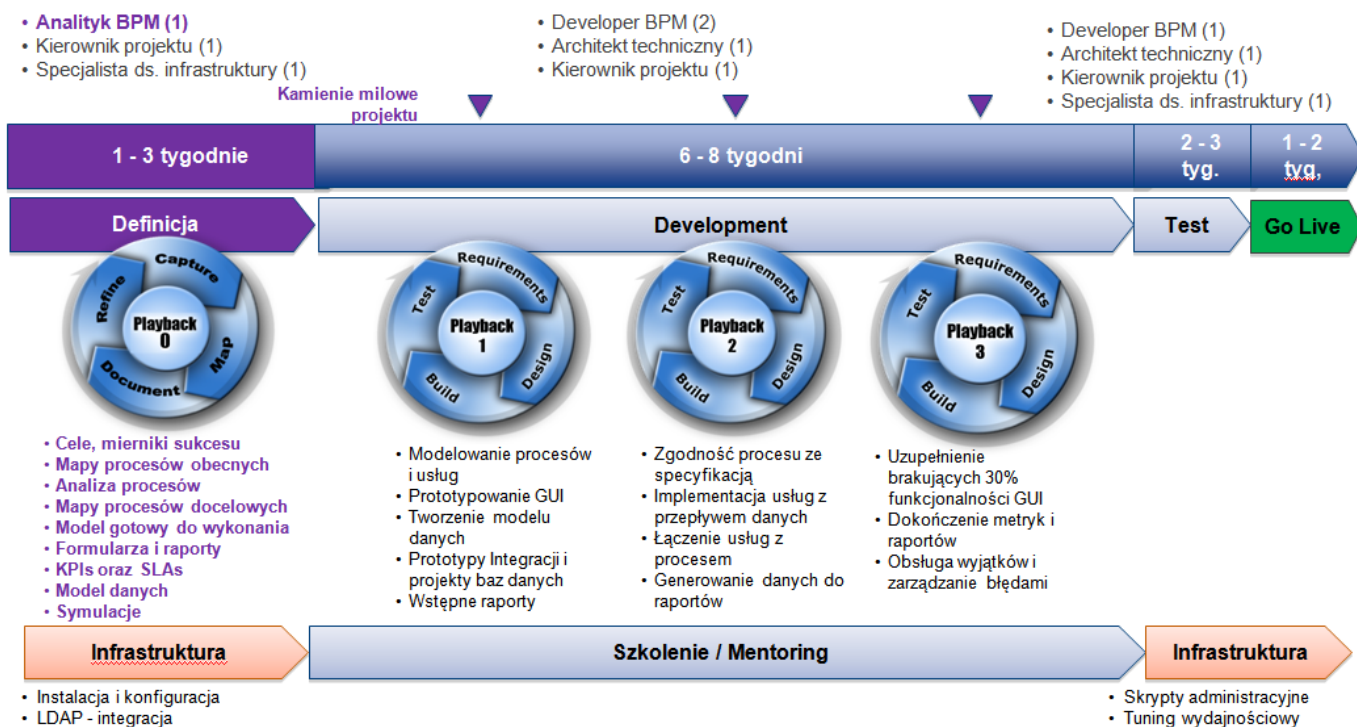 • Analityk BPM (1)
• Kierownik projektu (1)
• Specjalista ds. infrastruktury (1)
• Developer BPM (2)
• Architekt techniczny (1)
• Kierownik projektu (1)
• Developer BPM (1)
• Architekt techniczny (1)
• Kierownik projektu (1)
• Specjalista ds. infrastruktury (1)
Kamienie milowe
projektu
1 - 3 tygodnie
6 - 8 tygodni
2 - 3
tyg.
1 - 2
tyg,
Definicja
Development
Test
Go Live
Capture
Map
Document
Refine
Playback
0
Requirements
Design
Build
Test
Playback
1
Requirements
Design
Build
Test
Playback
2
Requirements
Design
Build
Test
Playback
3
• Cele, mierniki sukcesu
• Mapy procesów obecnych
• Analiza procesów
• Mapy procesów docelowych
• Model gotowy do wykonania
• Formularza i raporty
• KPIs oraz SLAs
• Model danych
• Symulacje
• Modelowanie procesów
i usług
• Prototypowanie GUI
• Tworzenie modelu
danych
• Prototypy Integracji i
projekty baz danych
• Wstępne raporty
• Zgodność procesu ze
specyfikacją
• Implementacja usług z
przepływem danych
• Łączenie usług z
procesem
• Generowanie danych do
raportów
• Uzupełnienie
brakujących 30%
funkcjonalności GUI
• Dokończenie metryk i
raportów
• Obsługa wyjątków i
zarządzanie błędami
Infrastruktura
Szkolenie / Mentoring
Infrastruktura
• Instalacja i konfiguracja
• LDAP - integracja
• Skrypty administracyjne
• Tuning wydajnościowy